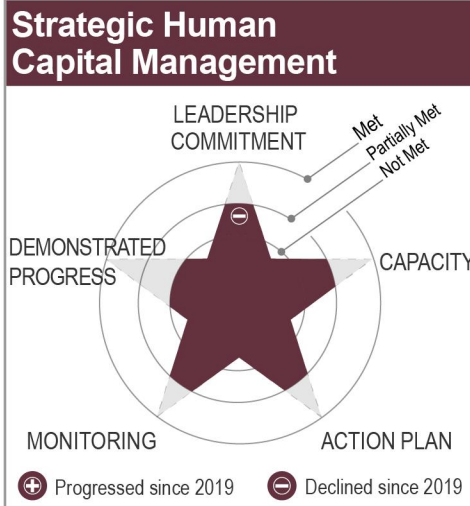 Strategic Human
Capital Management
LEADERSHIP
COMMITMENT
Met
Partially Met
Not Met
DEMONSTRATED
PROGRESS
CAPACITY
MONITORING
ACTION PLAN
Progressed since 2019
Declined since 2019